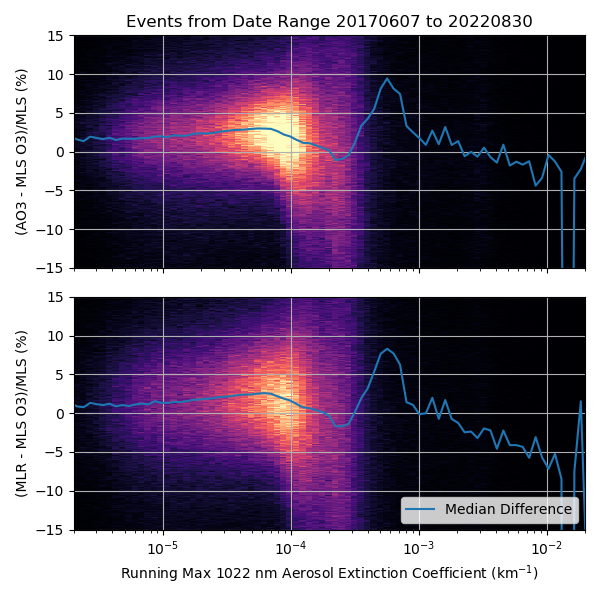 Events from Date Range 20170607 to 20220830
(AO3 - MLS O3)/MLS (%)
15
10
5
0
−5
−10
−15
(MLR - MLS O3)/MLS (%)
15
10
5
0
−5
−10
−15
Median Difference
10⁻⁵ 10⁻⁴ 10⁻³ 10⁻²
Running Max 1022 nm Aerosol Extinction Coefficient (km⁻¹)